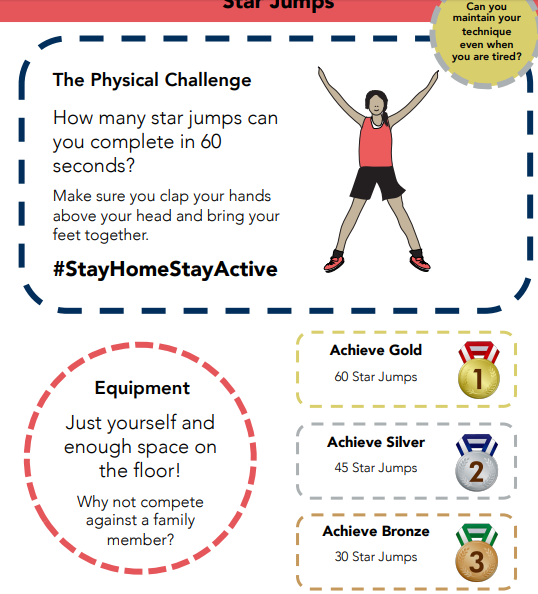 Star Jumps
Can you
maintain your
technique
even when
you are tired?
The Physical Challenge
How many star jumps can
you complete in 60
seconds?
Make sure you clap your hands
above your head and bring your
feet together.
#StayHomeStayActive
Equipment
Just yourself and
enough space on
the floor!
Why not compete
against a family
member?
Achieve Gold
60 Star Jumps
1
Achieve Silver
45 Star Jumps
2
Achieve Bronze
30 Star Jumps
3